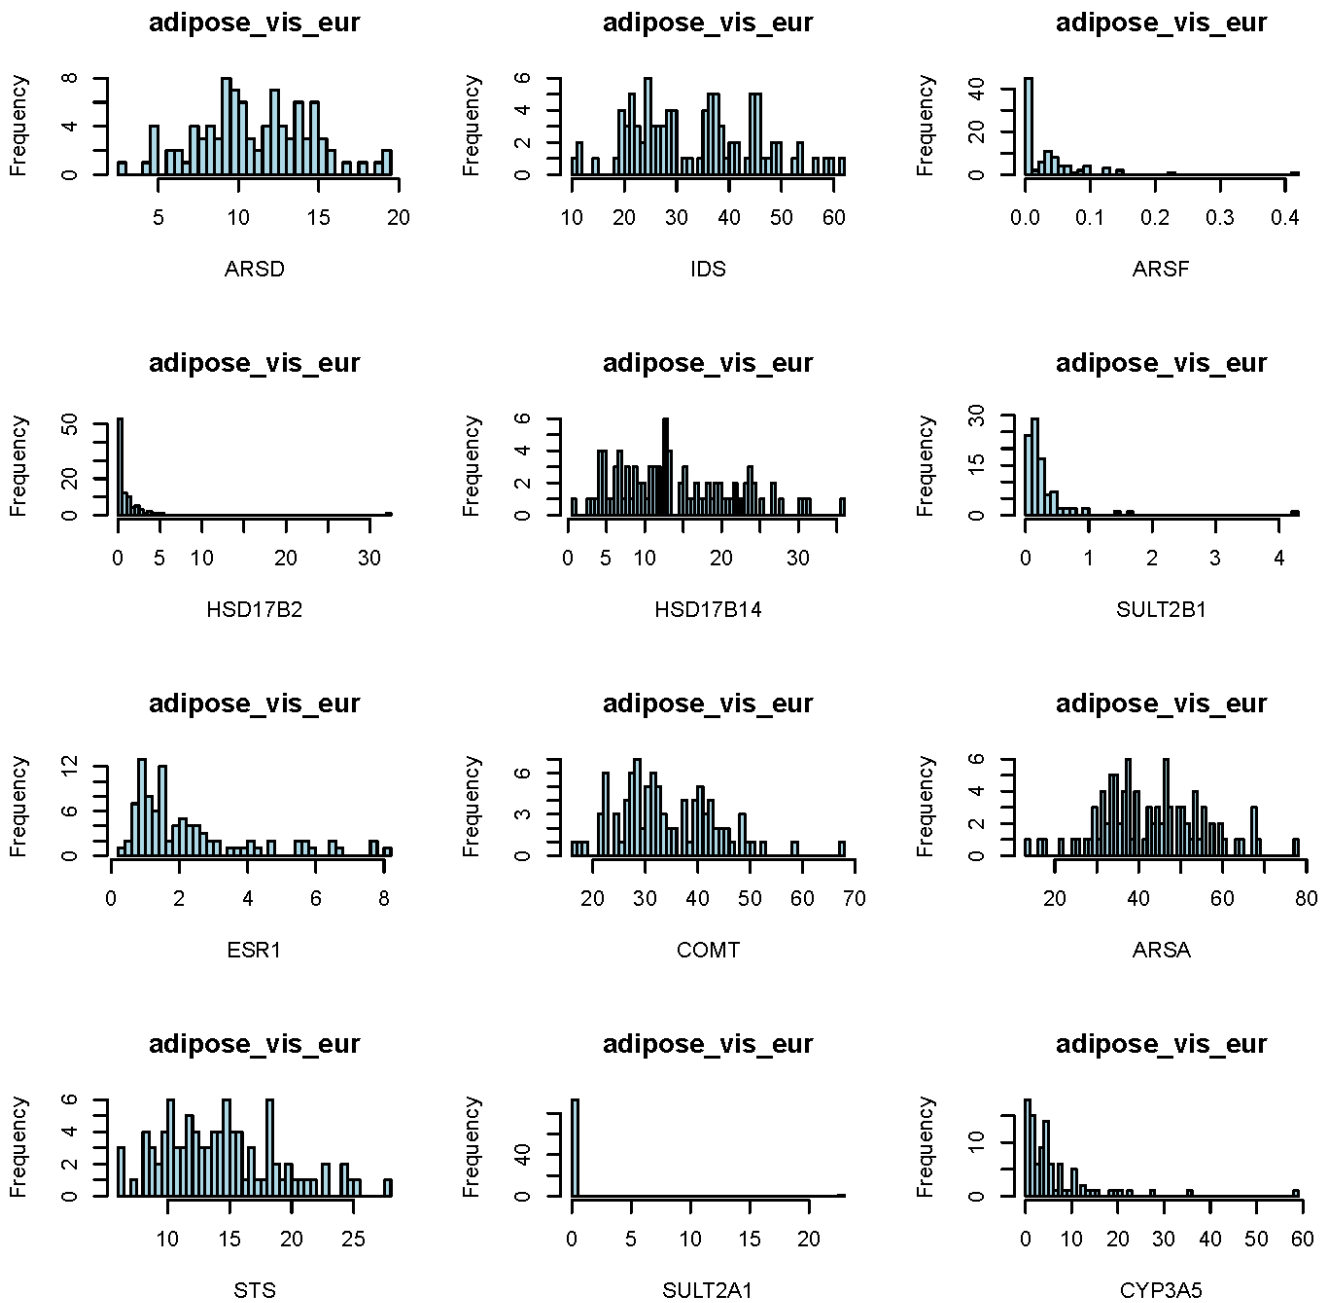 adipose_vis_eur adipose_vis_eur adipose_vis_eur
Frequency 0 4 8 Frequency 0 2 4 6 Frequency 0 20 40
5 10 15 20 10 20 30 40 50 60 0.0 0.1 0.2 0.3 0.4
ARSD IDS ARSF
adipose_vis_eur adipose_vis_eur adipose_vis_eur
Frequency 0 20 50 Frequency 0 2 4 6 Frequency 0 15 30
0 5 10 20 30 0 5 10 20 30 0 1 2 3 4
HSD17B2 HSD17B14 SULT2B1
adipose_vis_eur adipose_vis_eur adipose_vis_eur
Frequency 0 6 12 Frequency 0 3 6 Frequency 0 2 4 6
0 2 4 6 8 20 30 40 50 60 70 20 40 60 80
ESR1 COMT ARSA
adipose_vis_eur adipose_vis_eur adipose_vis_eur
Frequency 0 2 4 6 Frequency 0 40 Frequency 0 10
10 15 20 25 0 5 10 15 20 0 10 20 30 40 50 60
STS SULT2A1 CYP3A5